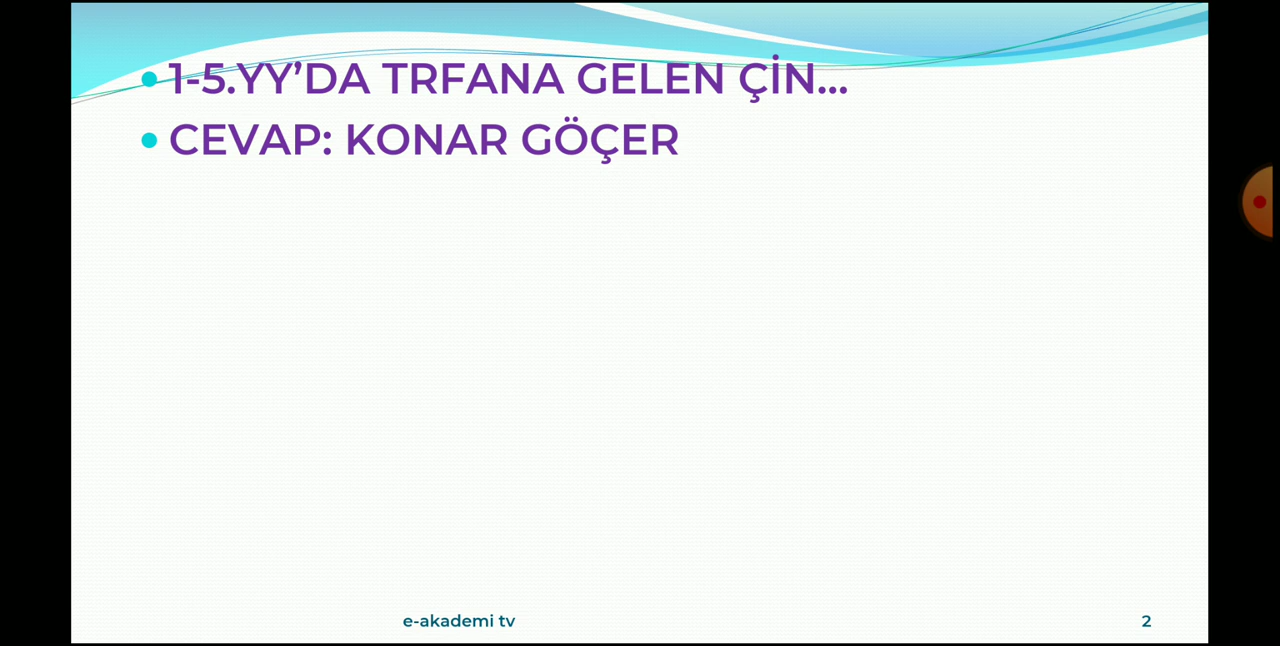 1-5.YY’DA TRFANA GELEN ÇİN...
CEVAP: KONAR GÖÇER
e-akademi tv
2